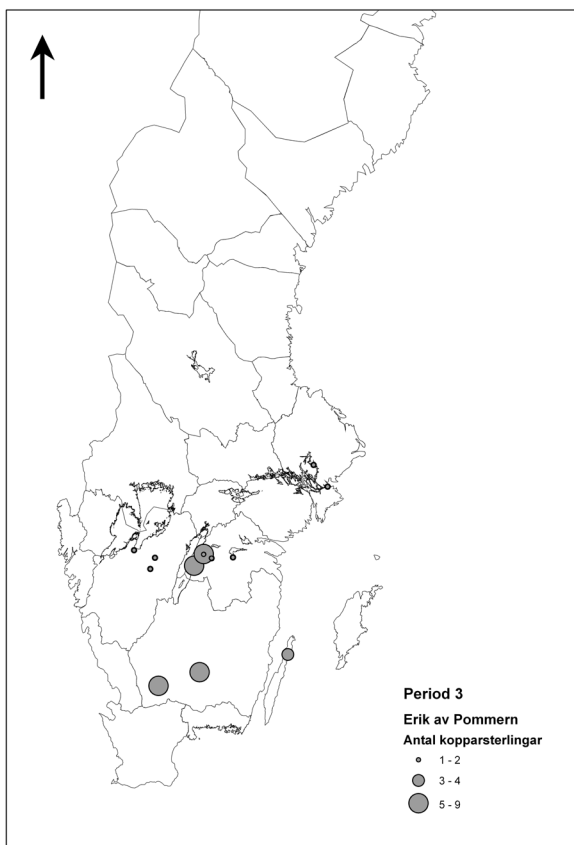 Period 3
Erik av Pommern
Antal kopparsterlingar
1 - 2
3 - 4
5 - 9